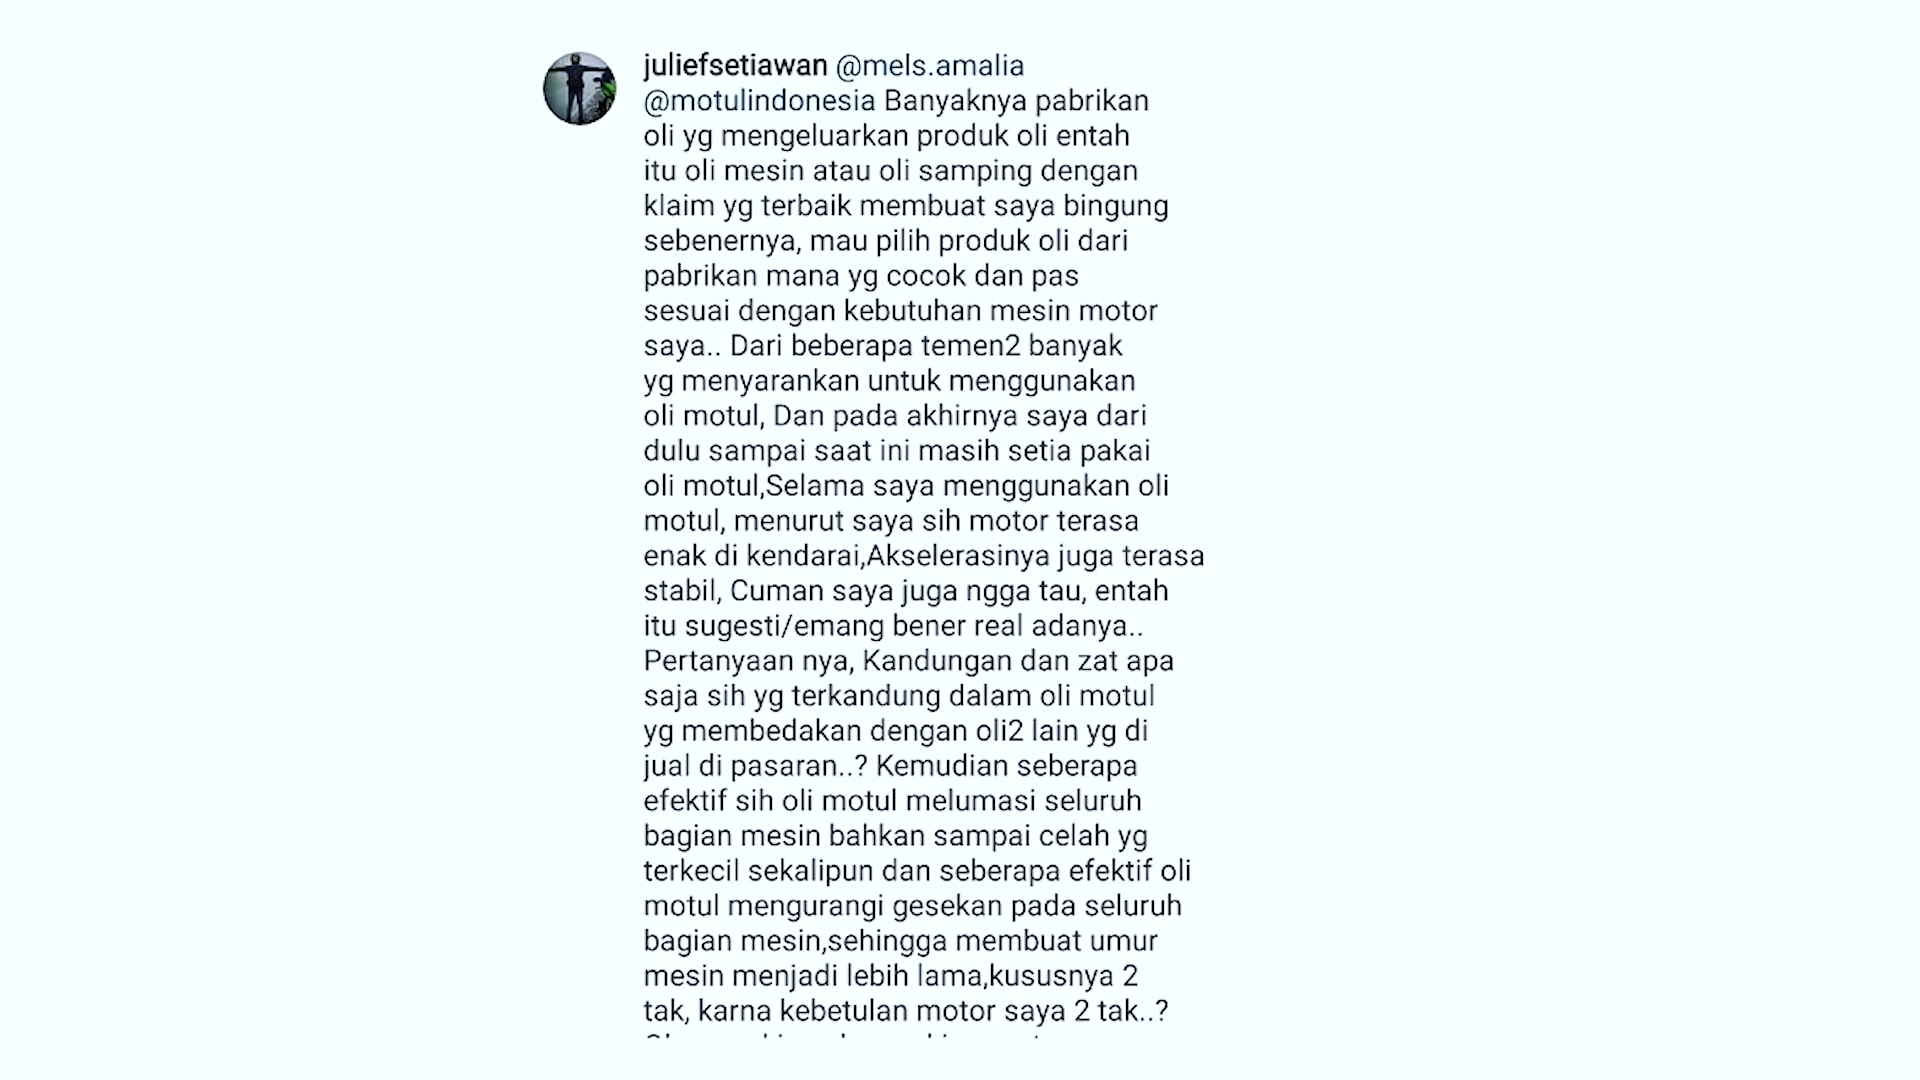 juliefsetiawan @mels.amalia
@motulindonesia Banyaknya pabrikan
oli yg mengeluarkan produk oli entah
itu oli mesin atau oli samping dengan
klaim yg terbaik membuat saya bingung
sebenernya, mau pilih produk oli dari
pabrikan mana yg cocok dan pas
sesuai dengan kebutuhan mesin motor
saya.. Dari beberapa temen2 banyak
yg menyarankan untuk menggunakan
oli motul, Dan pada akhirnya saya dari
dulu sampai saat ini masih setia pakai
oli motul,Selama saya menggunakan oli
motul, menurut saya sih motor terasa
enak di kendarai,Akselerasinya juga terasa
stabil, Cuman saya juga ngga tau, entah
itu sugesti/emang bener real adanya..
Pertanyaan nya, Kandungan dan zat apa
saja sih yg terkandung dalam oli motul
yg membedakan dengan oli2 lain yg di
jual di pasaran..? Kemudian seberapa
efektif sih oli motul melumasi seluruh
bagian mesin bahkan sampai celah yg
terkecil sekalipun dan seberapa efektif oli
motul mengurangi gesekan pada seluruh
bagian mesin,sehingga membuat umur
mesin menjadi lebih lama,kususnya 2
tak, karna kebetulan motor saya 2 tak..?